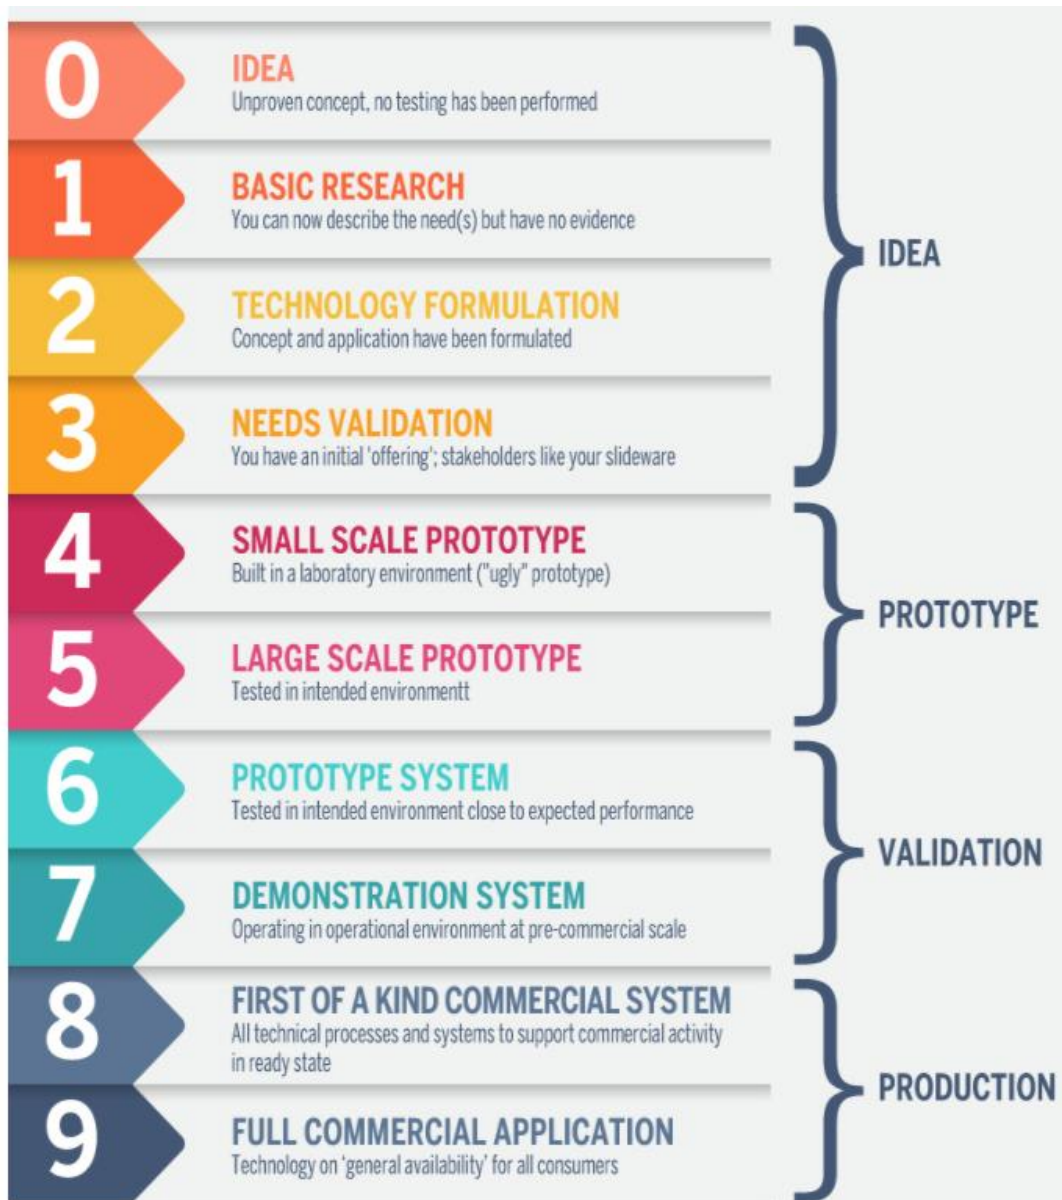 0
IDEA
Unproven concept, no testing has been performed
1
BASIC RESEARCH
You can now describe the need(s) but have no evidence
IDEA
2
TECHNOLOGY FORMULATION
Concept and application have been formulated
3
NEEDS VALIDATION
You have an initial 'offering'; stakeholders like your slideware
4
SMALL SCALE PROTOTYPE
Built in a laboratory environment ("ugly" prototype)
PROTOTYPE
5
LARGE SCALE PROTOTYPE
Tested in intended environmentt
6
PROTOTYPE SYSTEM
Tested in intended environment close to expected performance
VALIDATION
7
DEMONSTRATION SYSTEM
Operating in operational environment at pre-commercial scale
8
FIRST OF A KIND COMMERCIAL SYSTEM
All technical processes and systems to support commercial activity
in ready state
PRODUCTION
9
FULL COMMERCIAL APPLICATION
Technology on 'general availability' for all consumers